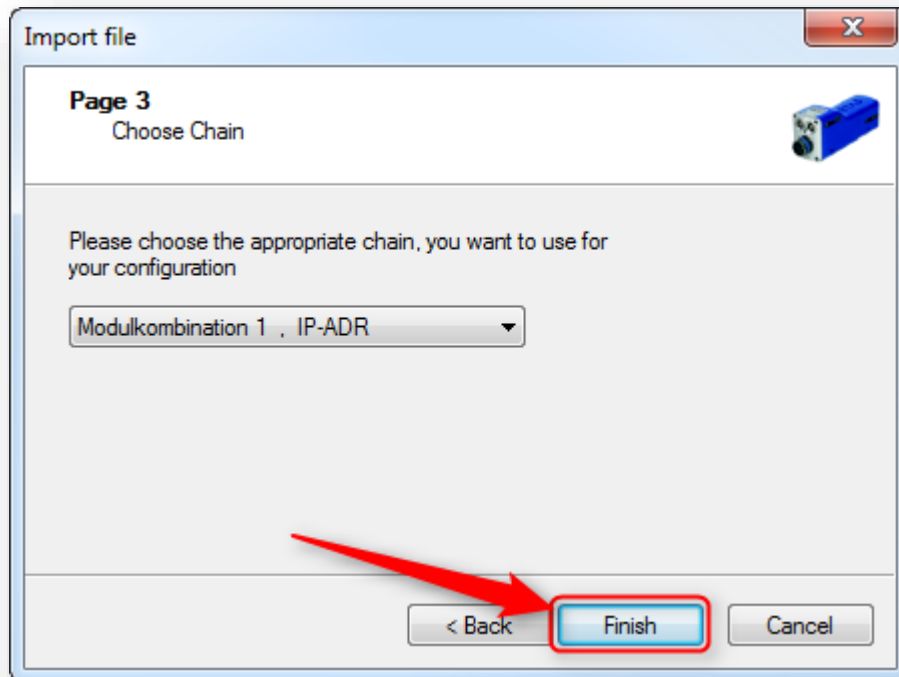 Import file
Page 3
Choose Chain
Please choose the appropriate chain, you want to use for
your configuration
Modulkombination 1 , IP-ADR
< Back
Finish
Cancel